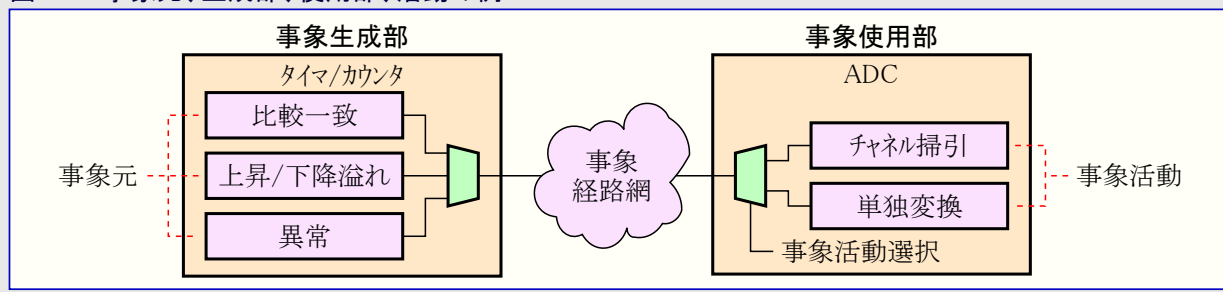 事象生成部
タイマ/カウンタ
比較一致
上昇/下降溢れ
異常
事象元
事象
経路網
事象使用部
ADC
チャネル掃引
単独変換
事象活動選択
事象活動